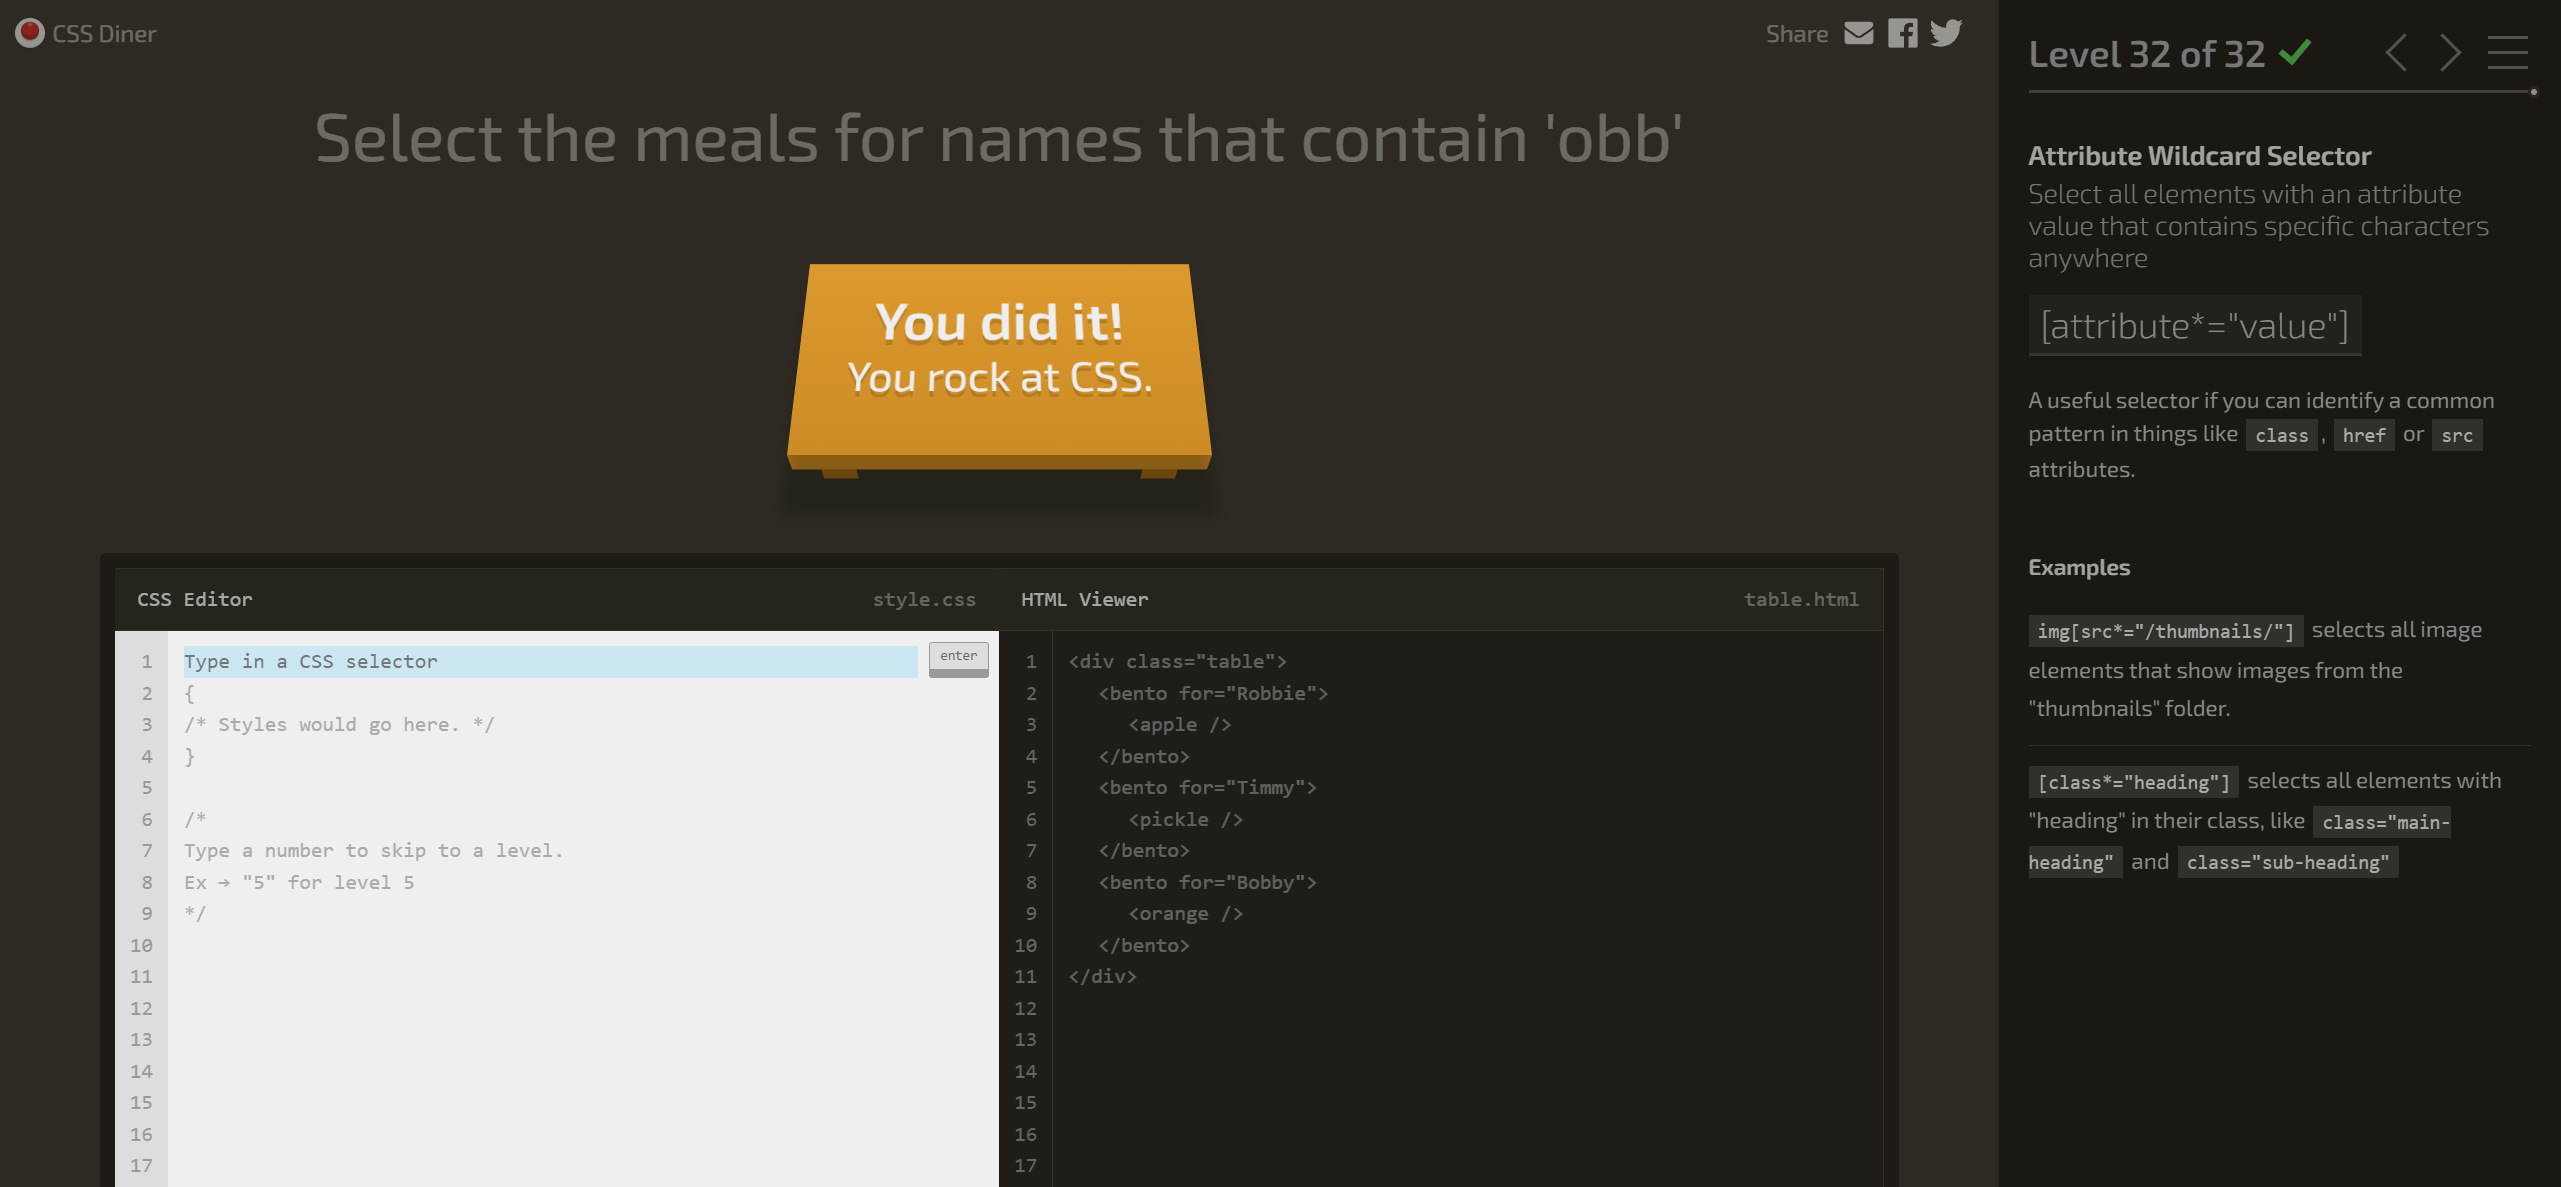 CSS Diner
Share
Select the meals for names that contain 'obb'
You did it!
You rock at CSS.
CSS Editor
style.css
1 Type in a CSS selector
enter
2 {
3 /* Styles would go here. */
4 }
5
6 /*
7 Type a number to skip to a level.
8 Ex → "5" for level 5
9 */
10
11
12
13
14
15
16
17
HTML Viewer
table.html
1 <div class="table">
2 <bento for="Robbie">
3 <apple />
4 </bento>
5 <bento for="Timmy">
6 <pickle />
7 </bento>
8 <bento for="Bobby">
9 <orange />
10 </bento>
11 </div>
12
13
14
15
16
17
Level 32 of 32
Attribute Wildcard Selector
Select all elements with an attribute
value that contains specific characters
anywhere
[attribute*="value"]
A useful selector if you can identify a common
pattern in things like class , href or src
attributes.
Examples
img[src*="/thumbnails/"] selects all image
elements that show images from the
"thumbnails" folder.
[class*="heading"] selects all elements with
"heading" in their class, like class="main-
heading" and class="sub-heading"